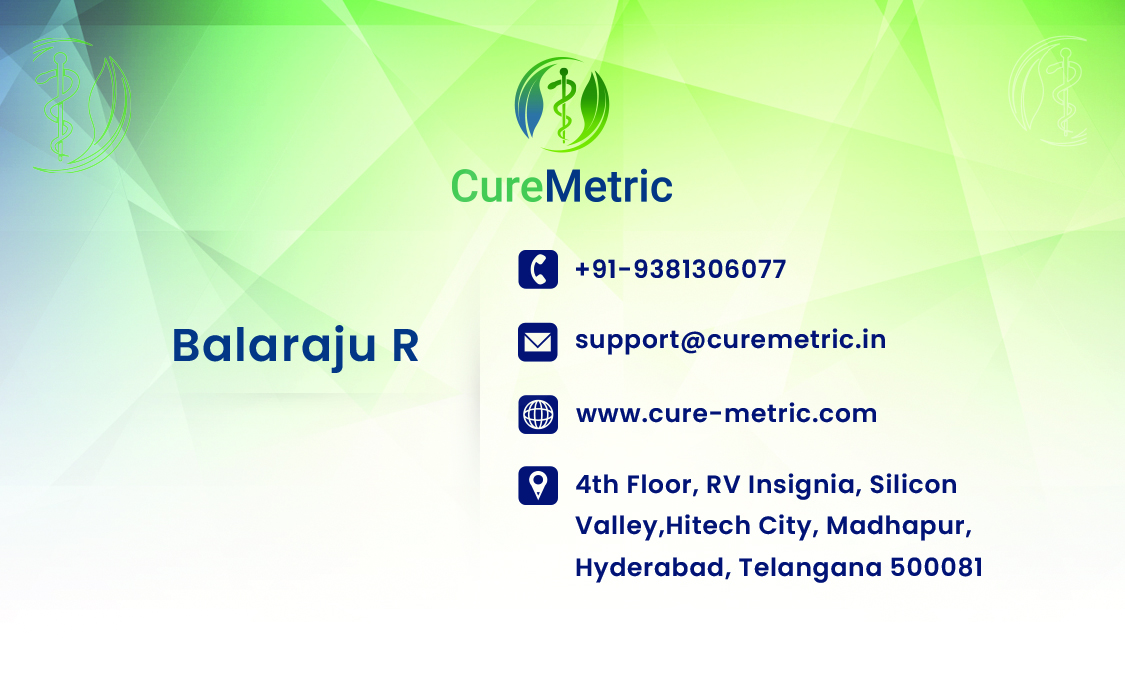 CureMetric
Balaraju R
+91-9381306077
support@curemetric.in
www.cure-metric.com
4th Floor, RV Insignia, Silicon
Valley,Hitech City, Madhapur,
Hyderabad, Telangana 500081